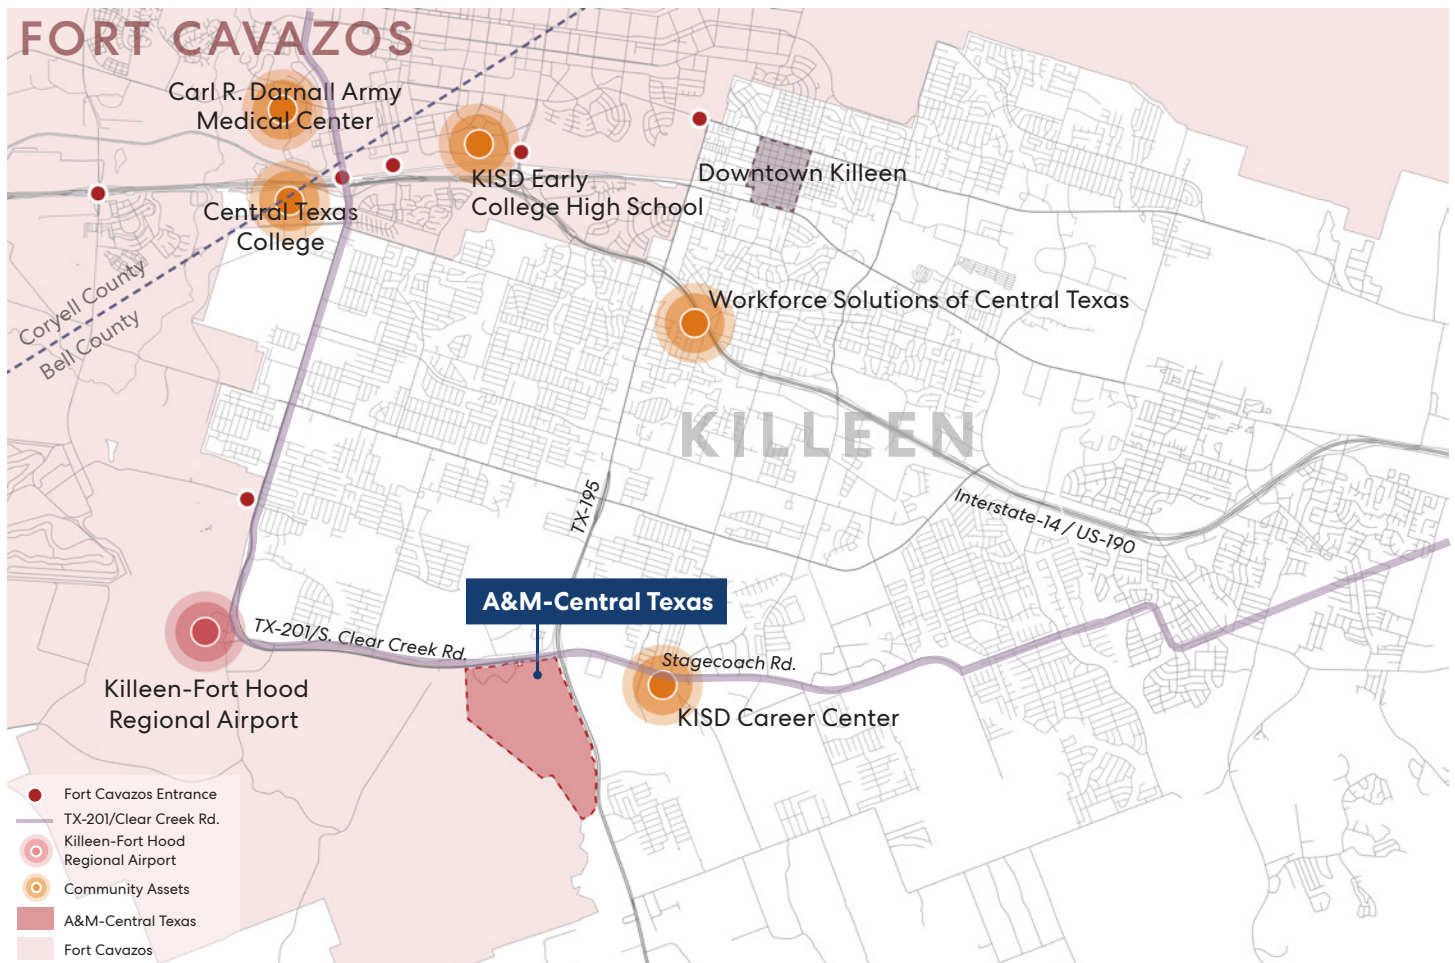 FORT CAVAZOS
Carl R. Darnall Army
Medical Center
KISD Early
College High School
Downtown Killeen
Central Texas
College
Coryell County
Bell County
Workforce Solutions of Central Texas
KILLEEN
TX-195
Interstate-14 / US-190
A&M-Central Texas
TX-201/S. Clear Creek Rd.
Stagecoach Rd.
Killeen-Fort Hood
Regional Airport
KISD Career Center
Fort Cavazos Entrance
TX-201/Clear Creek Rd.
Killeen-Fort Hood
Regional Airport
Community Assets
A&M-Central Texas
Fort Cavazos